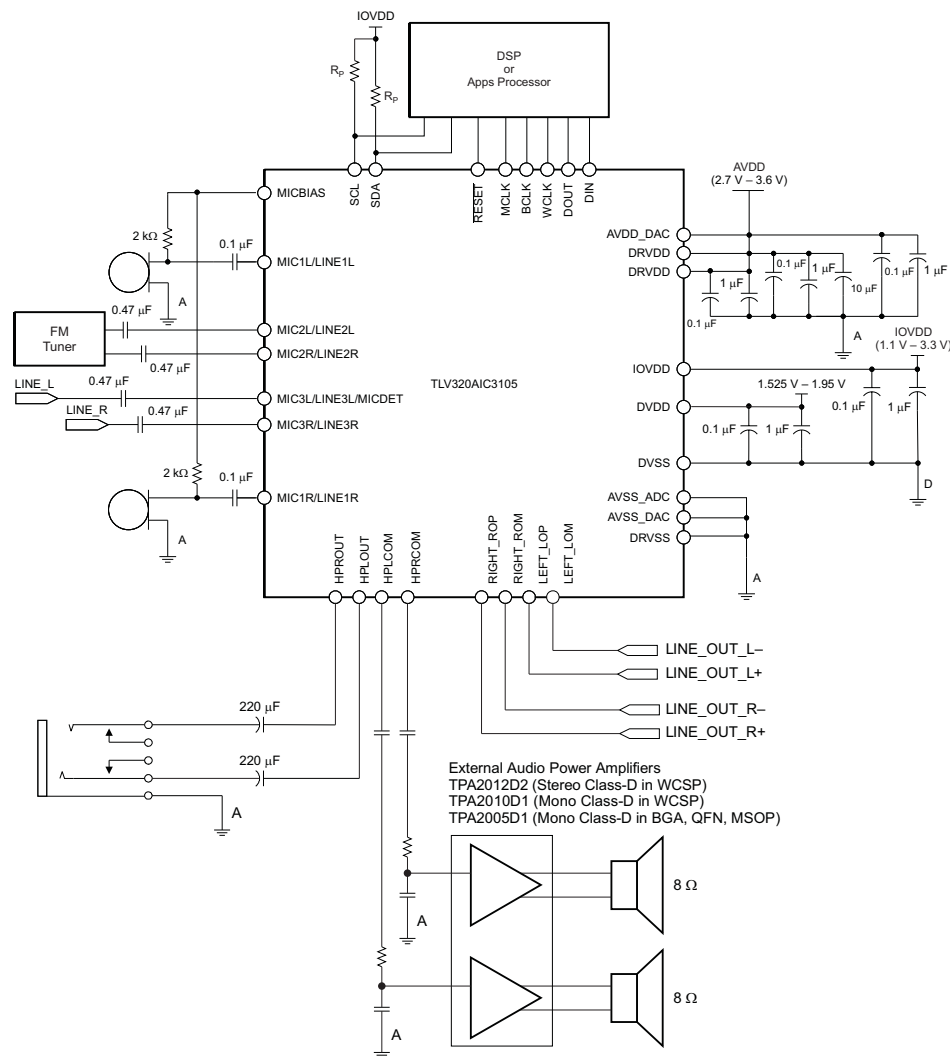 IOVDD
DSP
or
Apps Processor
RP
RP
SCL
SDA
RESET
MCLK
BCLK
WCLK
DOUT
DIN
AVDD
(2.7 V – 3.6 V)
MICBIAS
2 kΩ
0.1 μF
MIC1L/LINE1L
A
0.47 μF
FM
Tuner
MIC2L/LINE2L
MIC2R/LINE2R
0.47 μF
LINE_L
0.47 μF
MIC3L/LINE3L/MICDET
LINE_R
0.47 μF
MIC3R/LINE3R
2 kΩ
0.1 μF
MIC1R/LINE1R
A
TLV320AIC3105
AVDD_DAC
DRVDD
DRVDD
0.1 μF
1 μF
0.1 μF
1 μF
10 μF
0.1 μF
1 μF
A
IOVDD
(1.1 V – 3.3 V)
IOVDD
1.525 V – 1.95 V
DVDD
0.1 μF
1 μF
0.1 μF
1 μF
DVSS
D
AVSS_ADC
AVSS_DAC
DRVSS
A
HPROUT
HPLOUT
HPLCOM
HPRCOM
RIGHT_ROP
RIGHT_ROM
LEFT_LOP
LEFT_LOM
LINE_OUT_L–
LINE_OUT_L+
LINE_OUT_R–
LINE_OUT_R+
220 μF
220 μF
A
External Audio Power Amplifiers
TPA2012D2 (Stereo Class-D in WCSP)
TPA2010D1 (Mono Class-D in WCSP)
TPA2005D1 (Mono Class-D in BGA, QFN, MSOP)
8 Ω
A
8 Ω
A